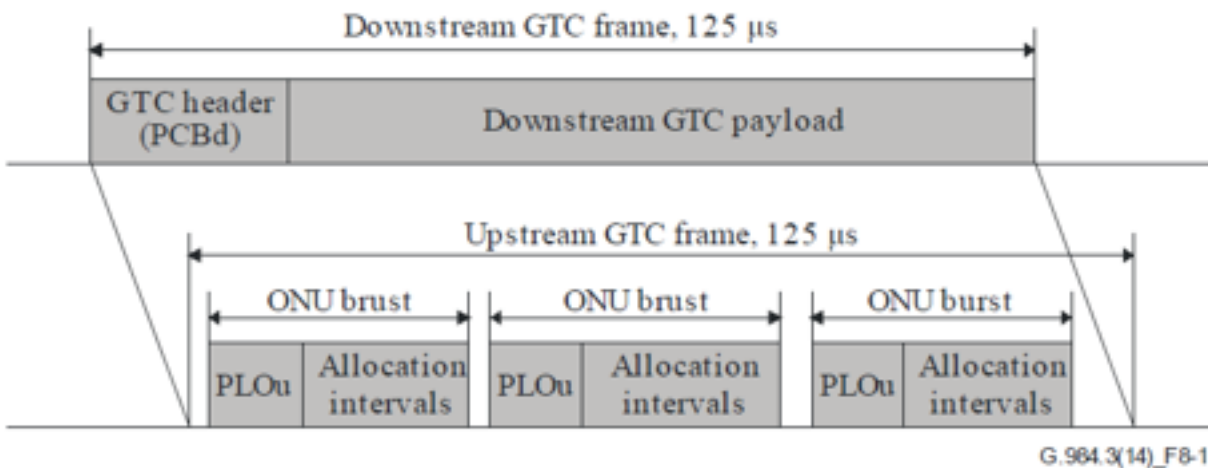 Downstream GTC frame, 125 μs
GTC header
(PCBd)
Downstream GTC payload
Upstream GTC frame, 125 μs
ONU brust
ONU brust
ONU burst
PLOu
Allocation
intervals
PLOu
Allocation
intervals
PLOu
Allocation
intervals
G.984.3(14)_F8-1